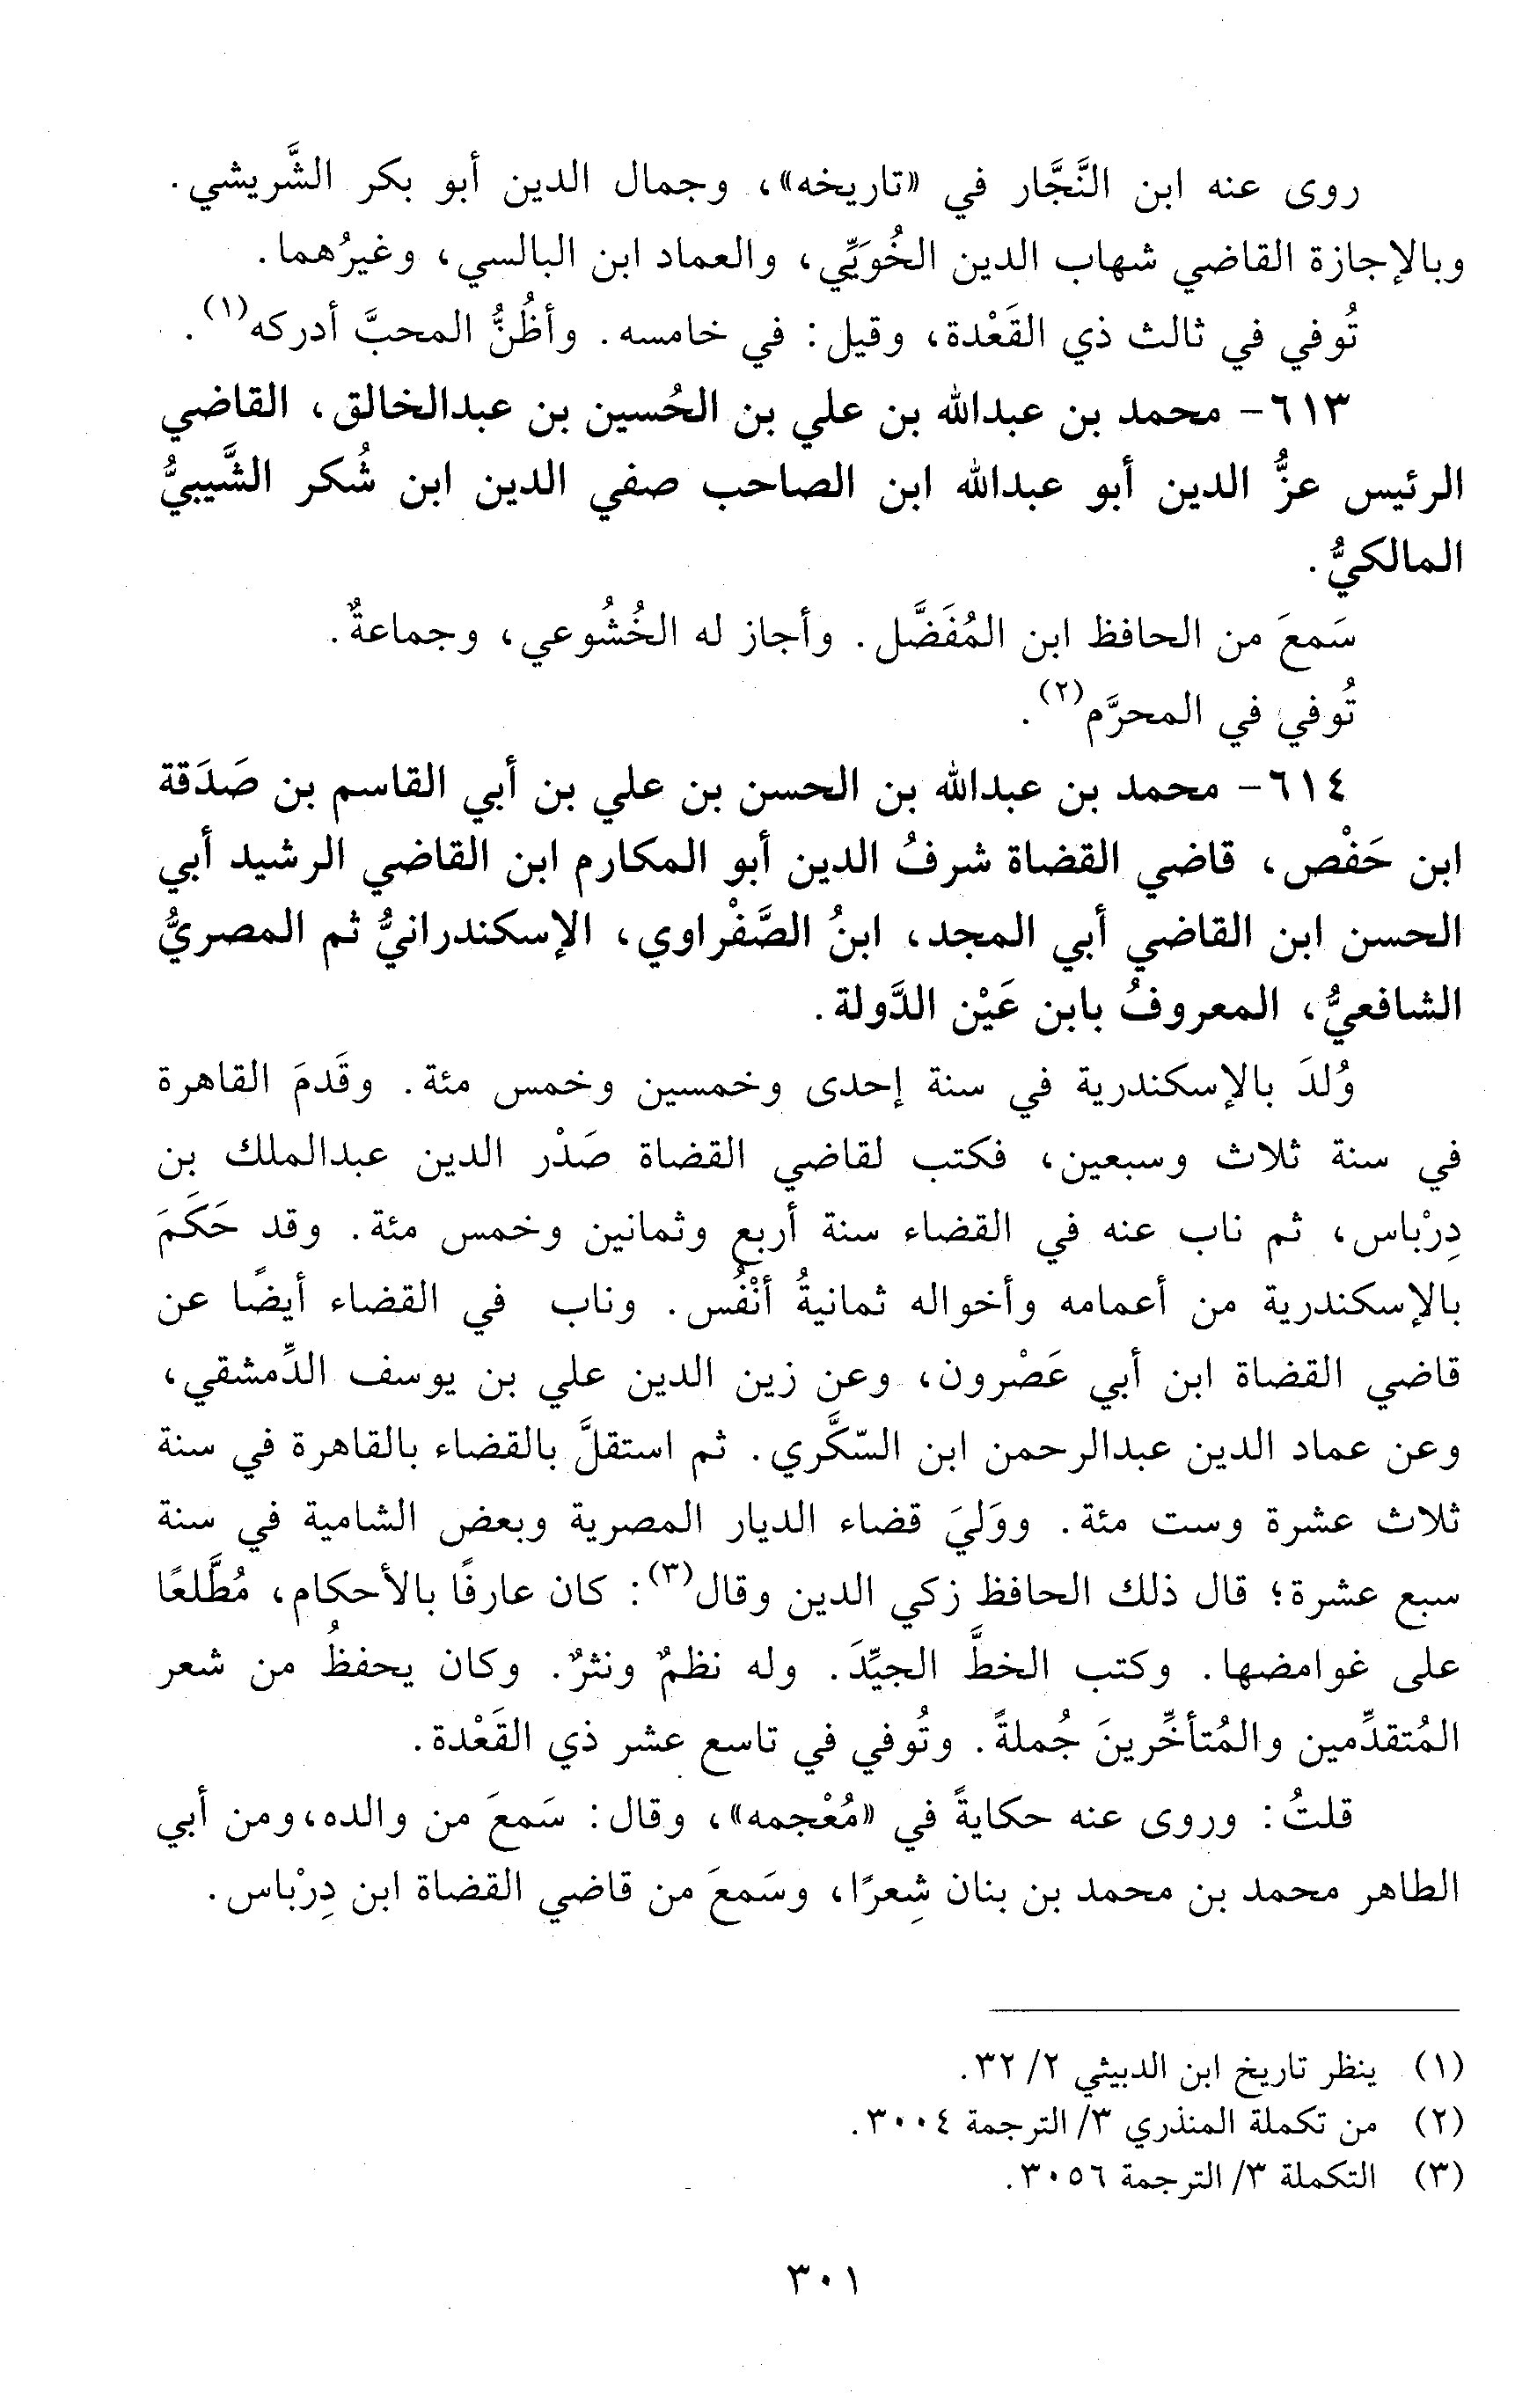 روى عنه ابن النَّجَّار في «تاريخه»، وجمال الدين أبو بكر الشَّريشي.
وبالإجازة القاضي شهاب الدين الخُوَيِّي، والعماد ابن البالسي، وغيرُهما.
تُوفي في ثالث ذي القَعْدة، وقيل: في خامسه. وأظُنُّ المحبَّ أدركه(١).
٦١٣- محمد بن عبدالله بن علي بن الحُسين بن عبدالخالق، القاضي
الرئيس عزُّ الدين أبو عبدالله ابن الصاحب صفي الدين ابن شُكر الشَّيبيُّ
المالكيُّ.
سَمعَ من الحافظ ابن المُفَضَّل. وأجاز له الخُشُوعي، وجماعةٌ.
تُوفي في المحرَّم(٢).
٦١٤- محمد بن عبدالله بن الحسن بن علي بن أبي القاسم بن صَدَقة
ابن حَفْص، قاضي القضاة شرفُ الدين أبو المكارم ابن القاضي الرشيد أبي
الحسن ابن القاضي أبي المجد، ابنُ الصَّفْراوي، الإسكندرانيُّ ثم المصريُّ
الشافعيُّ، المعروفُ بابن عَيْن الدَّولة.
وُلدَ بالإسكندرية في سنة إحدى وخمسين وخمس مئة. وقَدمَ القاهرة
في سنة ثلاث وسبعين، فكتب لقاضي القضاة صَدْر الدين عبدالملك بن
دِرْباس، ثم ناب عنه في القضاء سنة أربع وثمانين وخمس مئة. وقد حَكَمَ
بالإسكندرية من أعمامه وأخواله ثمانيةُ أنْفُس. وناب في القضاء أيضًا عن
قاضي القضاة ابن أبي عَصْرون، وعن زين الدين علي بن يوسف الدِّمشقي،
وعن عماد الدين عبدالرحمن ابن السّكَّري. ثم استقلَّ بالقضاء بالقاهرة في سنة
ثلاث عشرة وست مئة. ووَليَ قضاء الديار المصرية وبعض الشامية في سنة
سبع عشرة؛ قال ذلك الحافظ زكي الدين وقال(٣): كان عارفًا بالأحكام، مُطَّلعًا
على غوامضها. وكتب الخطَّ الجيِّدَ. وله نظمٌ ونثرٌ. وكان يحفظُ من شعر
المُتقدِّمين والمُتأخِّرينَ جُملةً. وتُوفي في تاسع عشر ذي القَعْدة.
قلتُ: وروى عنه حكايةً في «مُعْجمه»، وقال: سَمعَ من والده،ومن أبي
الطاهر محمد بن محمد بن بنان شِعرًا، وسَمعَ من قاضي القضاة ابن دِرْباس.
(١) ينظر تاريخ ابن الدبيثي ٢/ ٣٢.
(٢) من تكملة المنذري ٣/ الترجمة ٣٠٠٤.
(٣) التكملة ٣/ الترجمة ٣٠٥٦.
٣٠١